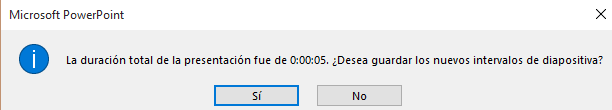 Microsoft PowerPoint
La duración total de la presentación fue de 0:00:05. ¿Desea guardar los nuevos intervalos de diapositiva?
Sí
No